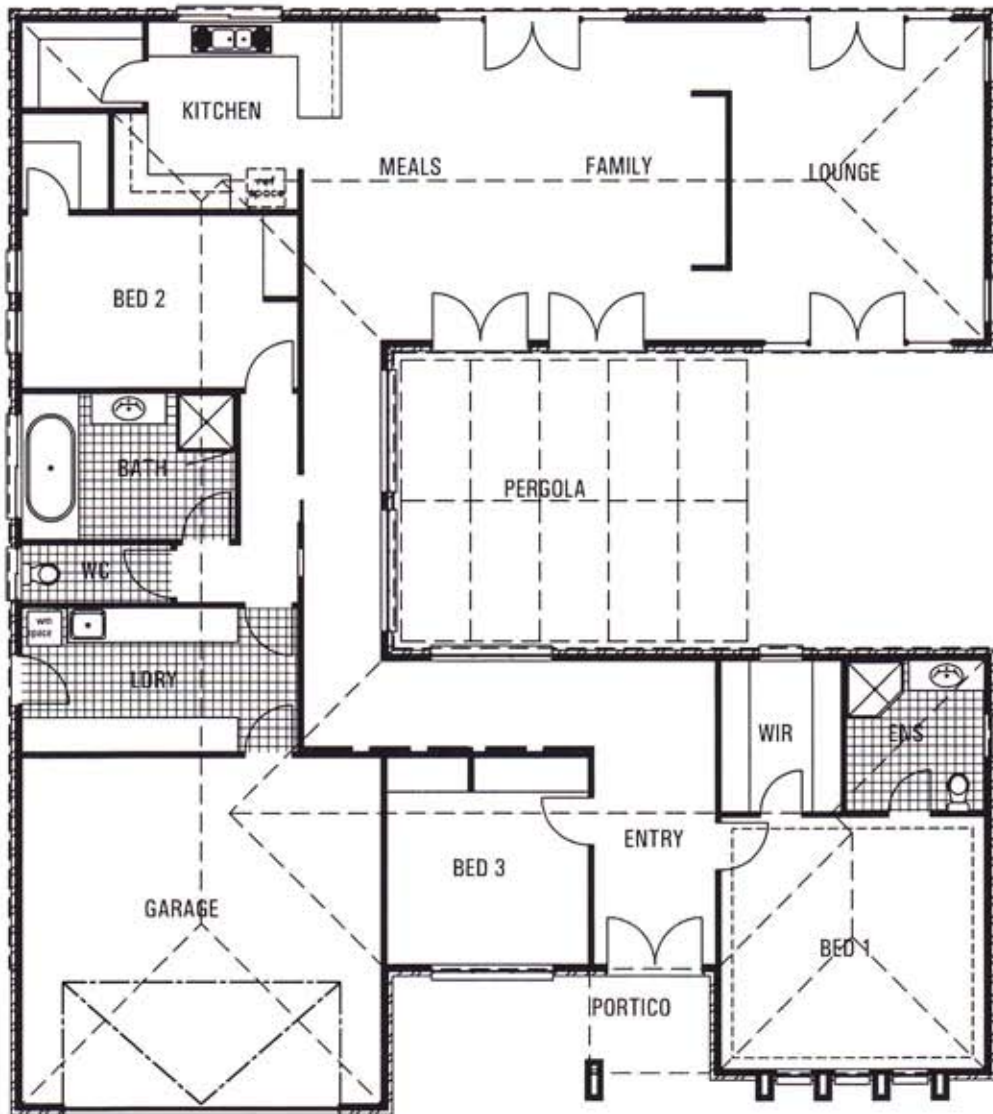 KITCHEN
MEALS
FAMILY
LOUNGE
ref
space
BED 2
BATH
PERGOLA
WC
wm
space
LDRY
WIR
ENS
ENTRY
BED 3
GARAGE
BED 1
PORTICO